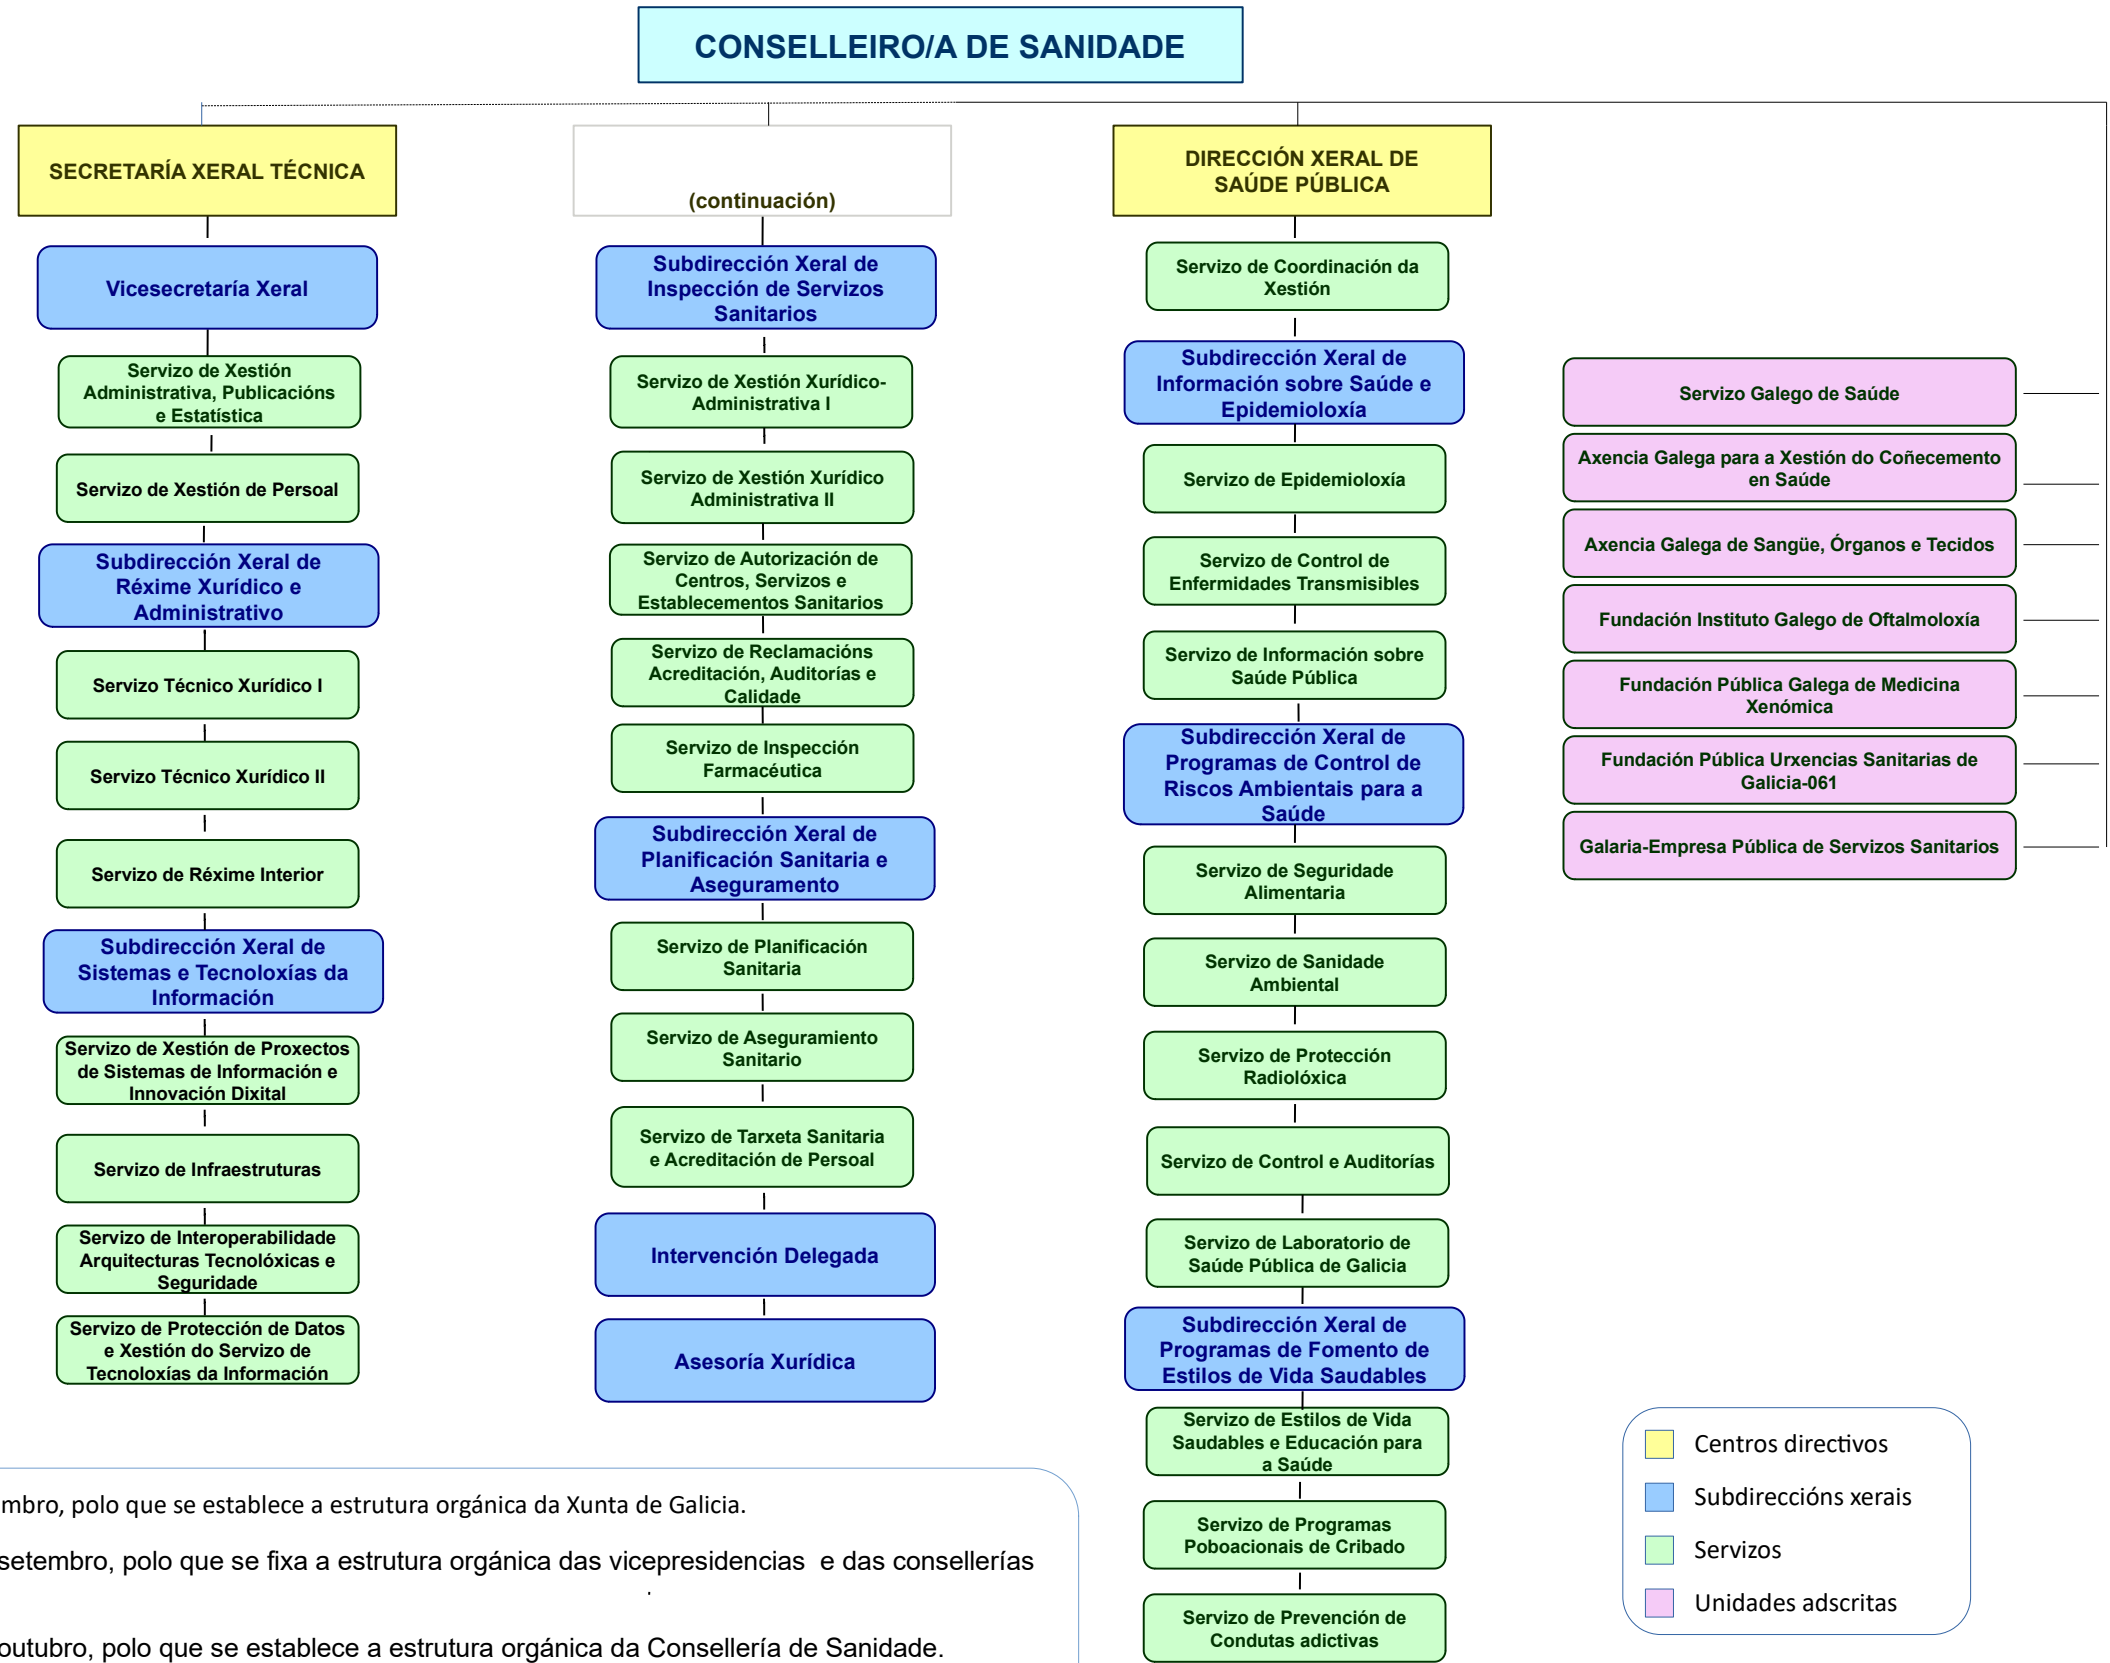 CONSELLEIRO/A DE SANIDADE
SECRETARÍA XERAL TÉCNICA
Vicesecretaría Xeral
Servizo de Xestión
Administrativa, Publicacións
e Estatística
Servizo de Xestión de Persoal
Subdirección Xeral de
Réxime Xurídico e
Administrativo
Servizo Técnico Xurídico I
Servizo Técnico Xurídico II
Servizo de Réxime Interior
Subdirección Xeral de
Sistemas e Tecnoloxías da
Información
Servizo de Xestión de Proxectos
de Sistemas de Información e
Innovación Dixital
Servizo de Infraestruturas
Servizo de Interoperabilidade
Arquitecturas Tecnolóxicas e
Seguridade
Servizo de Protección de Datos
e Xestión do Servizo de
Tecnoloxías da Información
(continuación)
Subdirección Xeral de
Inspección de Servizos
Sanitarios
Servizo de Xestión Xurídico-
Administrativa I
Servizo de Xestión Xurídico
Administrativa II
Servizo de Autorización de
Centros, Servizos e
Establecementos Sanitarios
Servizo de Reclamacións
Acreditación, Auditorías e
Calidade
Servizo de Inspección
Farmacéutica
Subdirección Xeral de
Planificación Sanitaria e
Aseguramento
Servizo de Planificación
Sanitaria
Servizo de Aseguramiento
Sanitario
Servizo de Tarxeta Sanitaria
e Acreditación de Persoal
Intervención Delegada
Asesoría Xurídica
DIRECCIÓN XERAL DE
SAÚDE PÚBLICA
Servizo de Coordinación da
Xestión
Subdirección Xeral de
Información sobre Saúde e
Epidemioloxía
Servizo de Epidemioloxía
Servizo de Control de
Enfermidades Transmisibles
Servizo de Información sobre
Saúde Pública
Subdirección Xeral de
Programas de Control de
Riscos Ambientais para a
Saúde
Servizo de Seguridade
Alimentaria
Servizo de Sanidade
Ambiental
Servizo de Protección
Radiolóxica
Servizo de Control e Auditorías
Servizo de Laboratorio de
Saúde Pública de Galicia
Subdirección Xeral de
Programas de Fomento de
Estilos de Vida Saudables
Servizo de Estilos de Vida
Saudables e Educación para
a Saúde
Servizo de Programas
Poboacionais de Cribado
Servizo de Prevención de
Condutas adictivas
Servizo Galego de Saúde
Axencia Galega para a Xestión do Coñecemento
en Saúde
Axencia Galega de Sangüe, Órganos e Tecidos
Fundación Instituto Galego de Oftalmoloxía
Fundación Pública Galega de Medicina
Xenómica
Fundación Pública Urxencias Sanitarias de
Galicia-061
Galaria-Empresa Pública de Servizos Sanitarios
Centros directivos
Subdireccións xerais
Servizos
Unidades adscritas
mbro, polo que se establece a estrutura orgánica da Xunta de Galicia.
setembro, polo que se fixa a estrutura orgánica das vicepresidencias e das consellerías
.
outubro, polo que se establece a estrutura orgánica da Consellería de Sanidade.